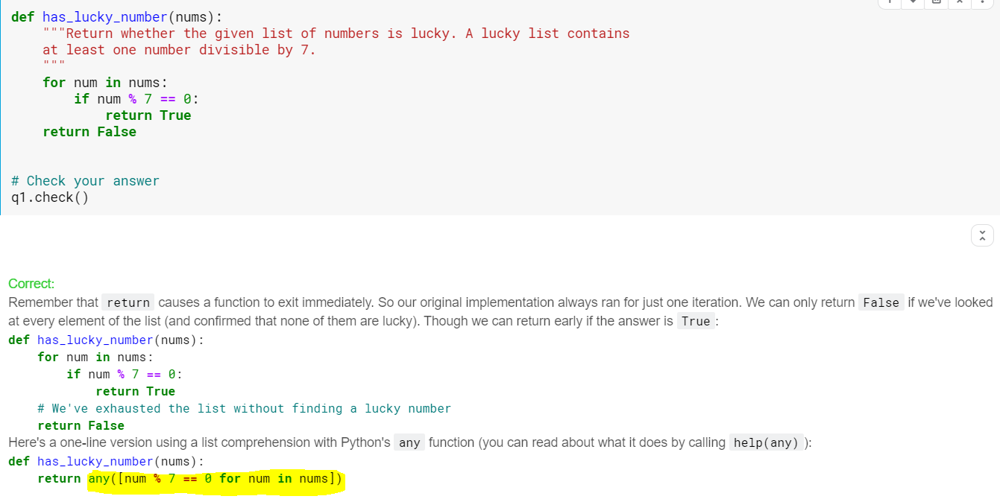 def has_lucky_number(nums):
    """Return whether the given list of numbers is lucky. A lucky list contains
    at least one number divisible by 7.
    """
    for num in nums:
        if num % 7 == 0:
            return True
    return False
# Check your answer
q1.check()
Correct:
Remember that return causes a function to exit immediately. So our original implementation always ran for just one iteration. We can only return False if we've looked
at every element of the list (and confirmed that none of them are lucky). Though we can return early if the answer is True :
def has_lucky_number(nums):
    for num in nums:
        if num % 7 == 0:
            return True
    # We've exhausted the list without finding a lucky number
    return False
Here's a one-line version using a list comprehension with Python's any function (you can read about what it does by calling help(any) ):
def has_lucky_number(nums):
    return any([num % 7 == 0 for num in nums])